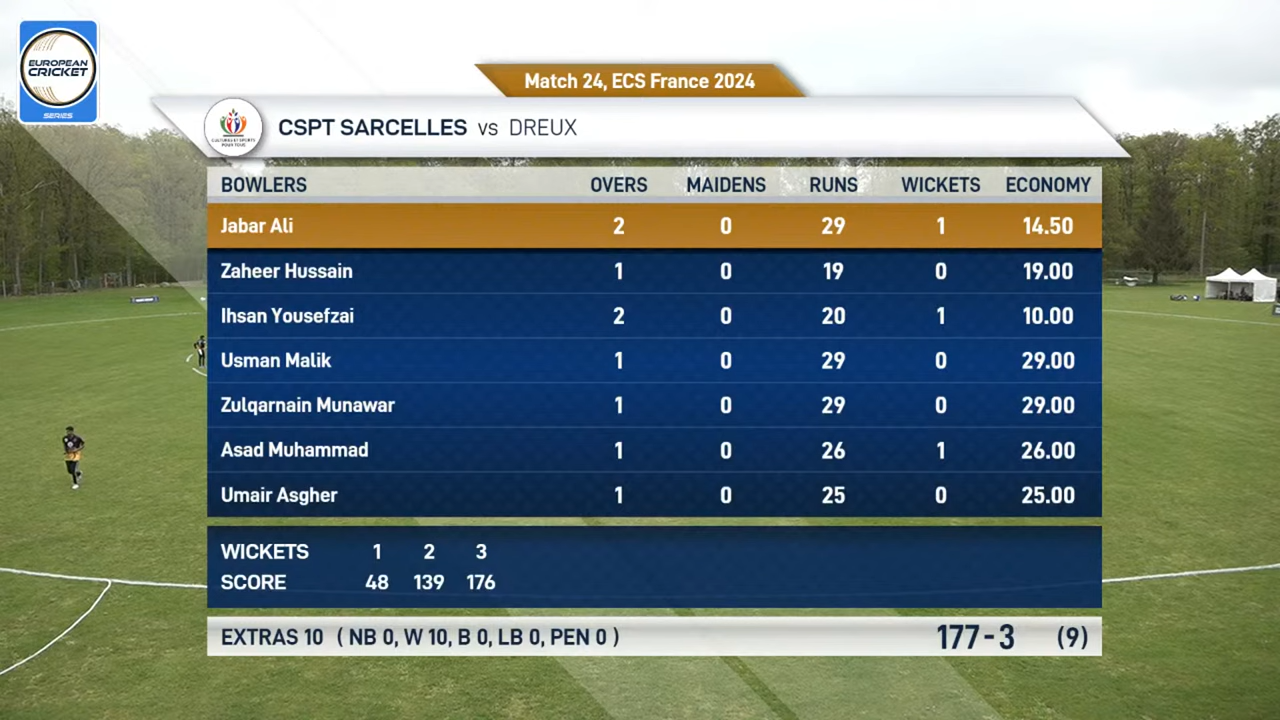 EUROPEAN
CRICKET
SERIES
Match 24, ECS France 2024
CSPT SARCELLES vs DREUX
CULTURES ET SPORTS
POUR TOUS
BOWLERS OVERS MAIDENS RUNS WICKETS ECONOMY
Jabar Ali 2 0 29 1 14.50
Zaheer Hussain 1 0 19 0 19.00
Ihsan Yousefzai 2 0 20 1 10.00
Usman Malik 1 0 29 0 29.00
Zulqarnain Munawar 1 0 29 0 29.00
Asad Muhammad 1 0 26 1 26.00
Umair Asgher 1 0 25 0 25.00
WICKETS 1 2 3
SCORE 48 139 176
EXTRAS 10 ( NB 0, W 10, B 0, LB 0, PEN 0 ) 177-3 (9)